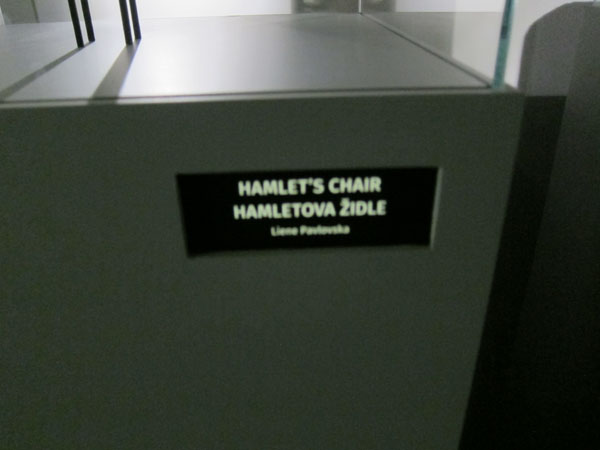 HAMLET'S CHAIR
HAMLETOVA ŽIDLE
Liene Pavlovska